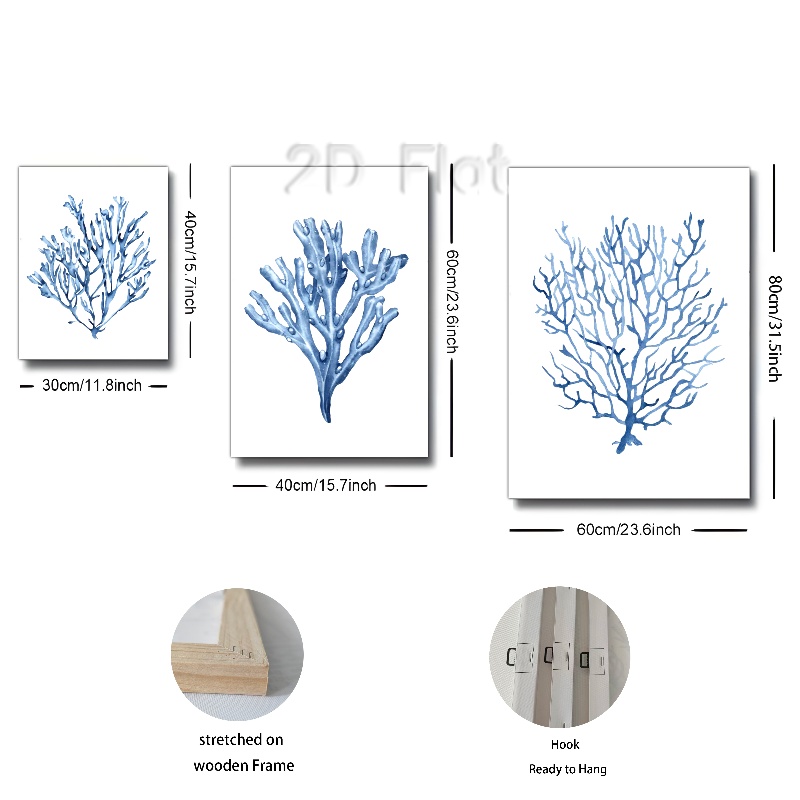 2D Flat
40cm/15.7inch
60cm/23.6inch
80cm/31.5inch
30cm/11.8inch
40cm/15.7inch
60cm/23.6inch
stretched on
wooden Frame
Hook
Ready to Hang